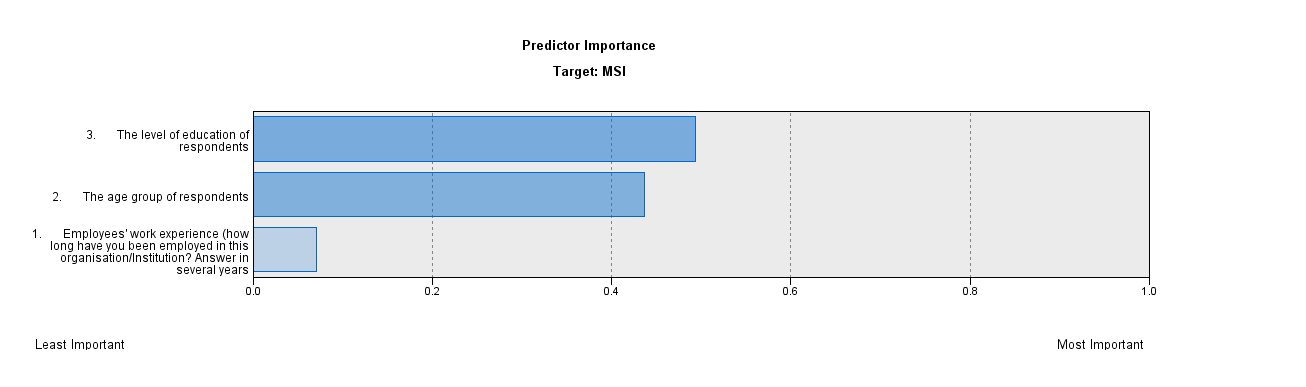 Predictor Importance
Target: MSI
3. The level of education of
respondents
2. The age group of respondents
1. Employees' work experience (how
long have you been employed in this
organisation/Institution? Answer in
several years
0.0 0.2 0.4 0.6 0.8 1.0
Least Important Most Important